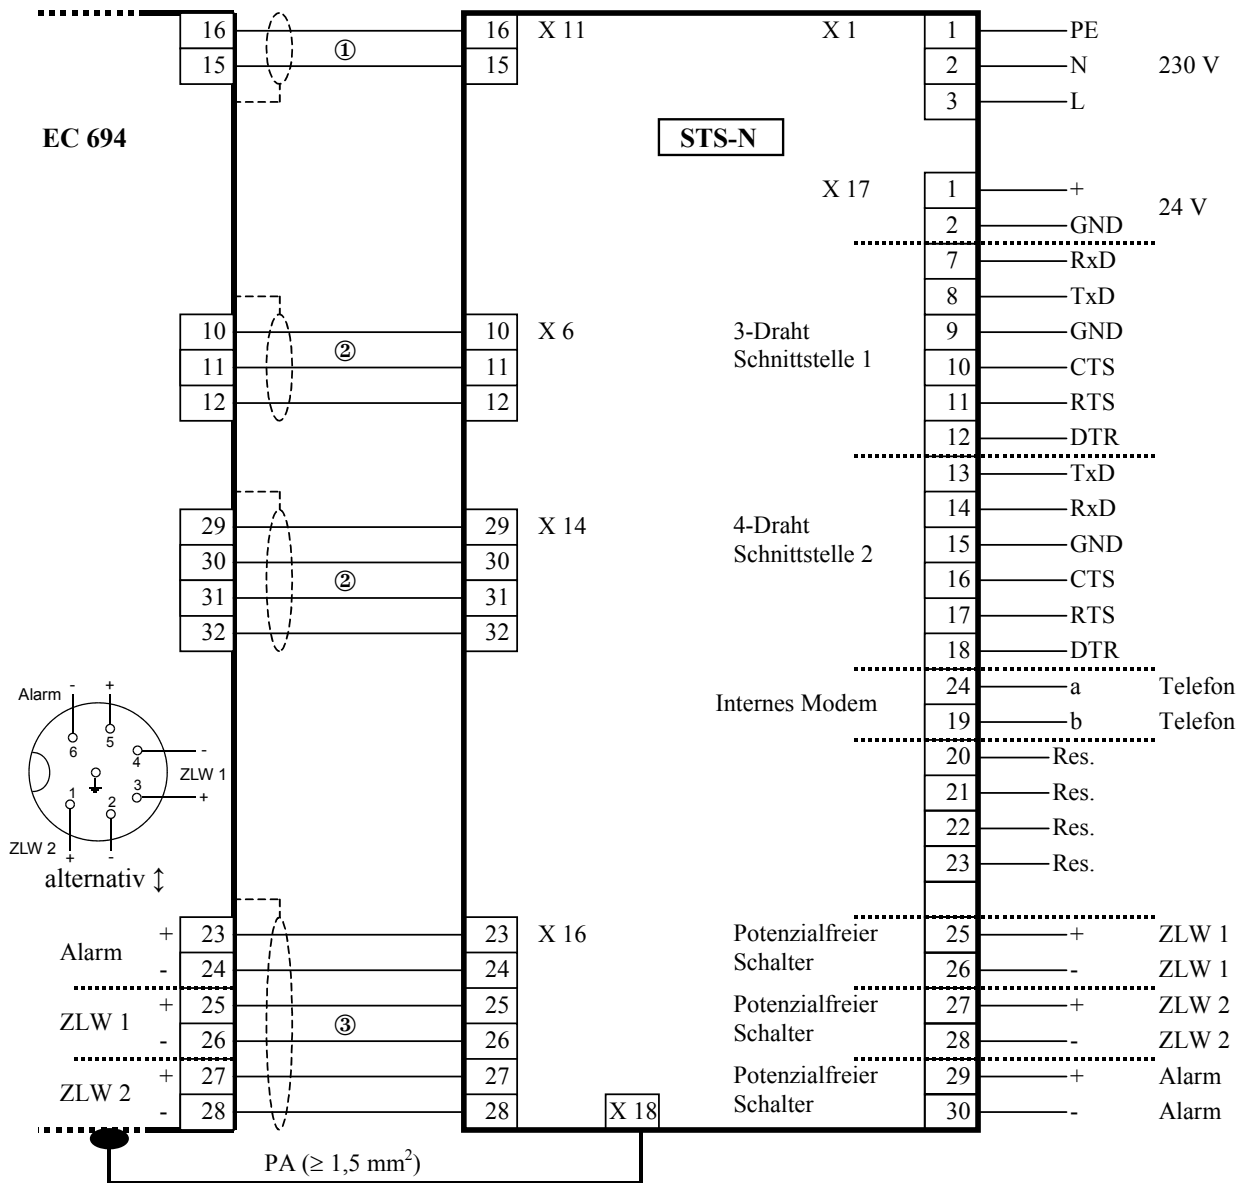 16 16 X 11 X 1 1 PE
①
15 15 2 N 230 V
3 L
EC 694
STS-N
X 17 1 +
24 V
2 GND
7 RxD
8 TxD
10 10 X 6 3-Draht 9 GND
②
11 11 Schnittstelle 1 10 CTS
12 12 11 RTS
12 DTR
13 TxD
14 RxD
29 29 X 14 4-Draht 15 GND
30 30 Schnittstelle 2
②
31 31 16 CTS
32 32 17 RTS
18 DTR
24 a Telefon
Internes Modem
19 b Telefon
20 Res.
21 Res.
22 Res.
23 Res.
Alarm - +
6 5
4 -
ZLW 1
3 +
1 2
ZLW 2 + -
alternativ ↕
Alarm + 23 23 X 16 Potenzialfreier 25 + ZLW 1
- 24 24 Schalter 26 - ZLW 1
ZLW 1 + 25 25 Potenzialfreier 27 + ZLW 2
③
- 26 26 Schalter 28 - ZLW 2
ZLW 2 + 27 27 Potenzialfreier 29 + Alarm
- 28 28 X 18 Schalter 30 - Alarm
PA (≥ 1,5 mm²)